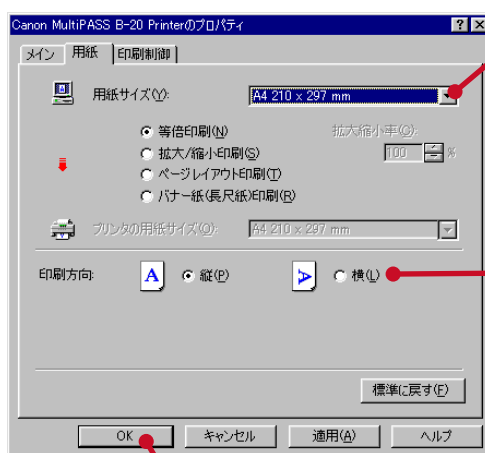 Canon MultiPASS B-20 Printerのプロパティ
メイン 用紙 印刷制御
用紙サイズ(Y): A4 210 x 297 mm
等倍印刷(N) 拡大縮小率(G):
拡大/縮小印刷(S) 100 %
ページレイアウト印刷(T)
バナー紙(長尺紙)印刷(R)
プリンタの用紙サイズ(O): A4 210 x 297 mm
印刷方向: A 縦(P) A 横(L)
標準に戻す(F)
OK キャンセル 適用(A) ヘルプ